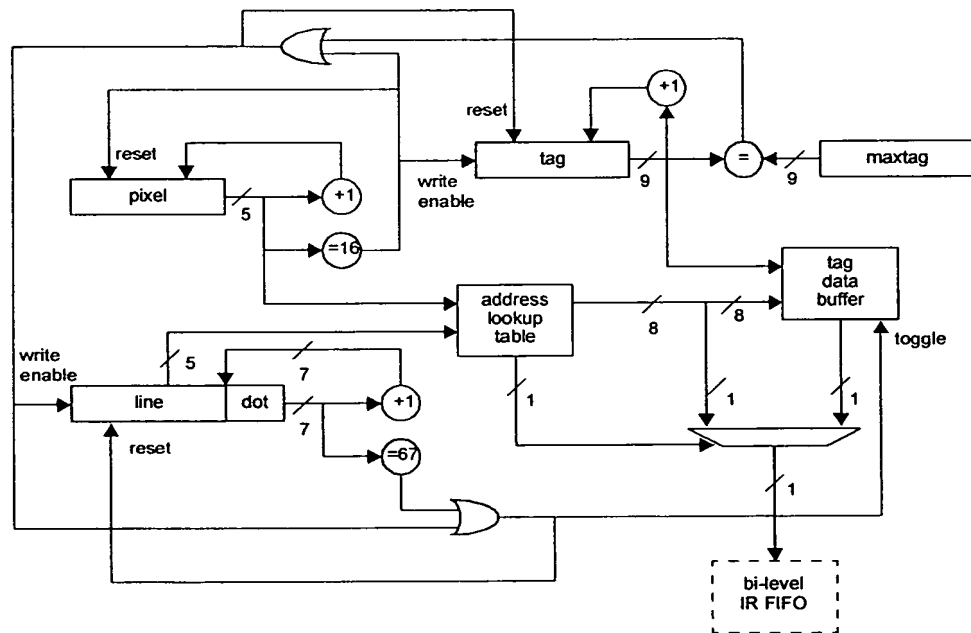 reset
+1
reset
tag
9
=
9
maxtag
write
enable
pixel
5
+1
=16
tag
data
buffer
address
lookup
table
8
8
toggle
5
7
write
enable
line
dot
7
+1
1
1
1
reset
=67
1
bi-level
IR FIFO